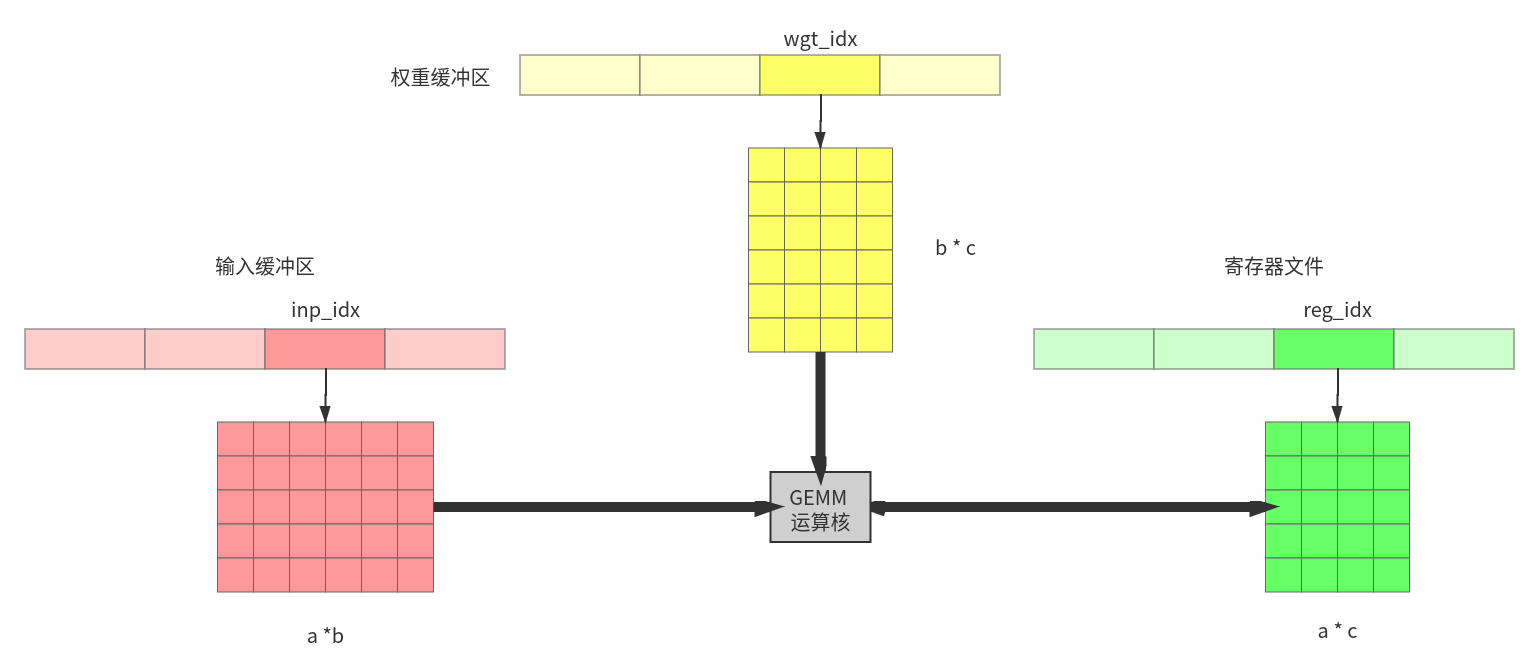 wgt_idx
权重缓冲区
b * c
输入缓冲区
寄存器文件
inp_idx
reg_idx
GEMM
运算核
a *b
a * c